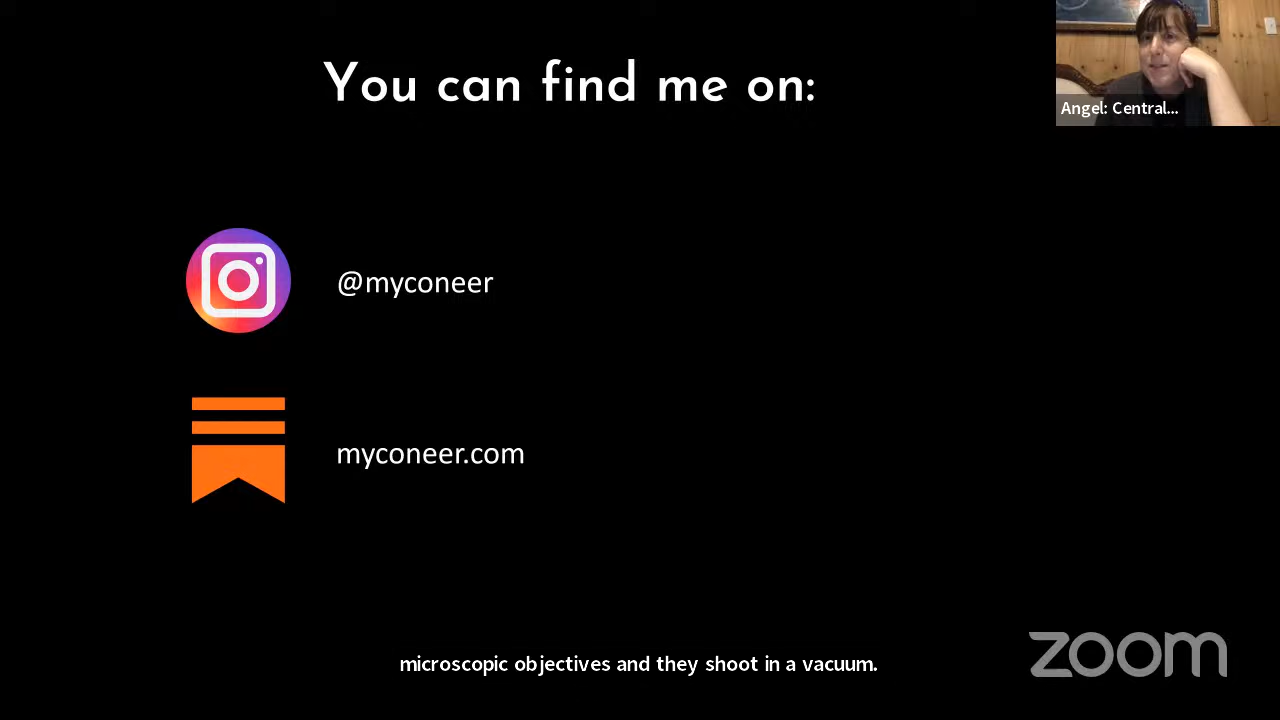 You can find me on:
Angel: Central...
@myconeer
myconeer.com
microscopic objectives and they shoot in a vacuum.
zoom